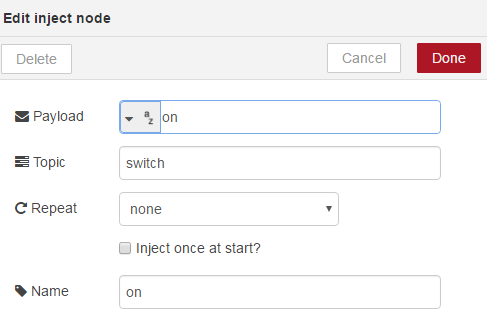 Edit inject node
Delete Cancel Done
Payload az on
Topic switch
Repeat none
Inject once at start?
Name on